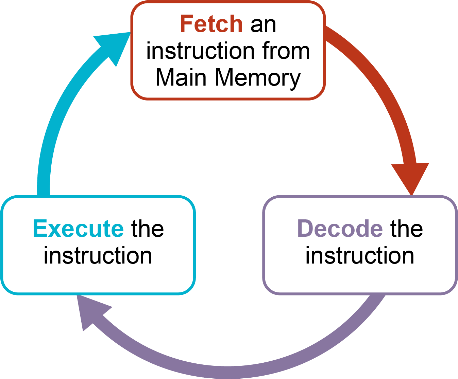 Fetch an
instruction from
Main Memory
Execute the
instruction
Decode the
instruction